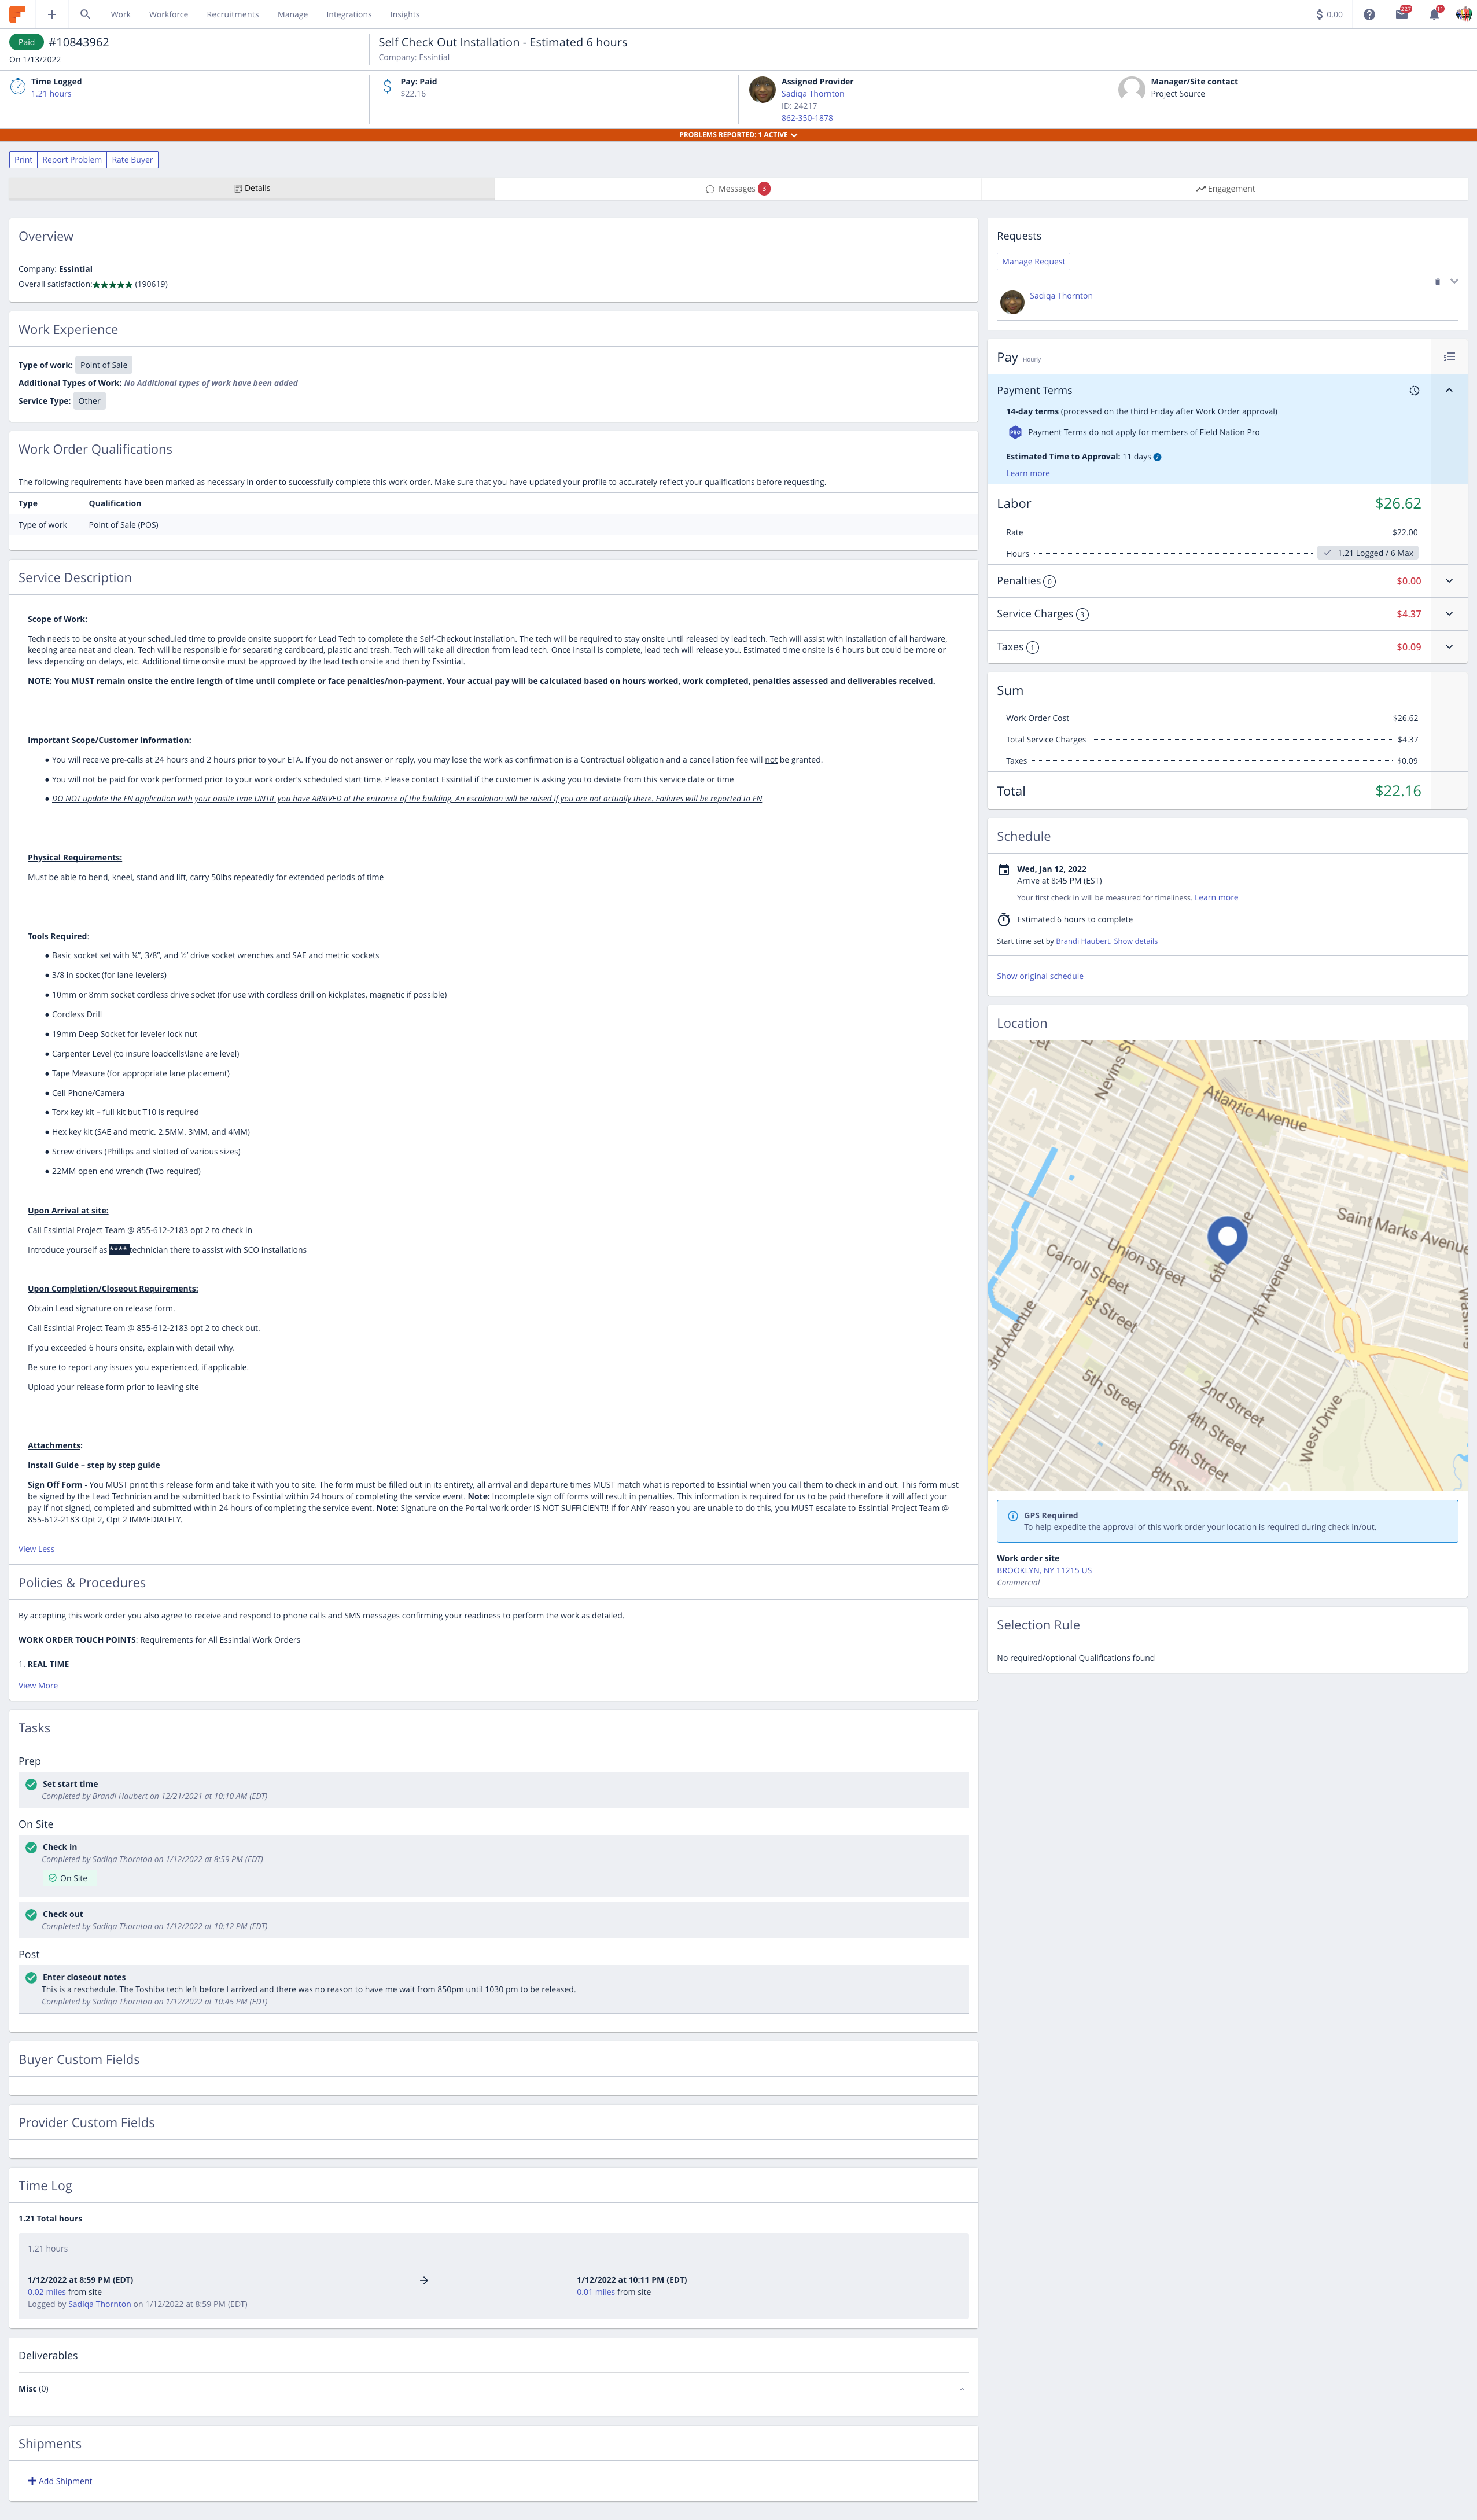 Work Workforce Recruitments Manage Integrations Insights $ 0.00 227 11
Paid #10843962
On 1/13/2022
Self Check Out Installation - Estimated 6 hours
Company: Essintial
Time Logged
1.21 hours
Pay: Paid
$22.16
Assigned Provider
Sadiqa Thornton
ID: 24217
862-350-1878
Manager/Site contact
Project Source
PROBLEMS REPORTED: 1 ACTIVE
Print Report Problem Rate Buyer
Details Messages 3 Engagement
Overview
Company: Essintial
Overall satisfaction:★★★★★ (190619)
Work Experience
Type of work: Point of Sale
Additional Types of Work: No Additional types of work have been added
Service Type: Other
Work Order Qualifications
The following requirements have been marked as necessary in order to successfully complete this work order. Make sure that you have updated your profile to accurately reflect your qualifications before requesting.
Type Qualification
Type of work Point of Sale (POS)
Service Description
Scope of Work:
Tech needs to be onsite at your scheduled time to provide onsite support for Lead Tech to complete the Self-Checkout installation. The tech will be required to stay onsite until released by lead tech. Tech will assist with installation of all hardware,
keeping area neat and clean. Tech will be responsible for separating cardboard, plastic and trash. Tech will take all direction from lead tech. Once install is complete, lead tech will release you. Estimated time onsite is 6 hours but could be more or
less depending on delays, etc. Additional time onsite must be approved by the lead tech onsite and then by Essintial.
NOTE: You MUST remain onsite the entire length of time until complete or face penalties/non-payment. Your actual pay will be calculated based on hours worked, work completed, penalties assessed and deliverables received.
Important Scope/Customer Information:
● You will receive pre-calls at 24 hours and 2 hours prior to your ETA. If you do not answer or reply, you may lose the work as confirmation is a Contractual obligation and a cancellation fee will not be granted.
● You will not be paid for work performed prior to your work order's scheduled start time. Please contact Essintial if the customer is asking you to deviate from this service date or time
● DO NOT update the FN application with your onsite time UNTIL you have ARRIVED at the entrance of the building. An escalation will be raised if you are not actually there. Failures will be reported to FN
Physical Requirements:
Must be able to bend, kneel, stand and lift, carry 50lbs repeatedly for extended periods of time
Tools Required:
● Basic socket set with ¼", 3/8", and ½' drive socket wrenches and SAE and metric sockets
● 3/8 in socket (for lane levelers)
● 10mm or 8mm socket cordless drive socket (for use with cordless drill on kickplates, magnetic if possible)
● Cordless Drill
● 19mm Deep Socket for leveler lock nut
● Carpenter Level (to insure loadcells\lane are level)
● Tape Measure (for appropriate lane placement)
● Cell Phone/Camera
● Torx key kit – full kit but T10 is required
● Hex key kit (SAE and metric. 2.5MM, 3MM, and 4MM)
● Screw drivers (Phillips and slotted of various sizes)
● 22MM open end wrench (Two required)
Upon Arrival at site:
Call Essintial Project Team @ 855-612-2183 opt 2 to check in
Introduce yourself as ****technician there to assist with SCO installations
Upon Completion/Closeout Requirements:
Obtain Lead signature on release form.
Call Essintial Project Team @ 855-612-2183 opt 2 to check out.
If you exceeded 6 hours onsite, explain with detail why.
Be sure to report any issues you experienced, if applicable.
Upload your release form prior to leaving site
Attachments:
Install Guide – step by step guide
Sign Off Form - You MUST print this release form and take it with you to site. The form must be filled out in its entirety, all arrival and departure times MUST match what is reported to Essintial when you call them to check in and out. This form must
be signed by the Lead Technician and be submitted back to Essintial within 24 hours of completing the service event. Note: Incomplete sign off forms will result in penalties. This information is required for us to be paid therefore it will affect your
pay if not signed, completed and submitted within 24 hours of completing the service event. Note: Signature on the Portal work order IS NOT SUFFICIENT!! If for ANY reason you are unable to do this, you MUST escalate to Essintial Project Team @
855-612-2183 Opt 2, Opt 2 IMMEDIATELY.
View Less
Policies & Procedures
By accepting this work order you also agree to receive and respond to phone calls and SMS messages confirming your readiness to perform the work as detailed.
WORK ORDER TOUCH POINTS: Requirements for All Essintial Work Orders
1. REAL TIME
View More
Tasks
Prep
Set start time
Completed by Brandi Haubert on 12/21/2021 at 10:10 AM (EDT)
On Site
Check in
Completed by Sadiqa Thornton on 1/12/2022 at 8:59 PM (EDT)
On Site
Check out
Completed by Sadiqa Thornton on 1/12/2022 at 10:12 PM (EDT)
Post
Enter closeout notes
This is a reschedule. The Toshiba tech left before I arrived and there was no reason to have me wait from 850pm until 1030 pm to be released.
Completed by Sadiqa Thornton on 1/12/2022 at 10:45 PM (EDT)
Buyer Custom Fields
Provider Custom Fields
Time Log
1.21 Total hours
1.21 hours
1/12/2022 at 8:59 PM (EDT) → 1/12/2022 at 10:11 PM (EDT)
0.02 miles from site 0.01 miles from site
Logged by Sadiqa Thornton on 1/12/2022 at 8:59 PM (EDT)
Deliverables
Misc (0)
Shipments
Add Shipment
Requests
Manage Request
Sadiqa Thornton
Pay Hourly
Payment Terms
14-day terms (processed on the third Friday after Work Order approval)
PRO Payment Terms do not apply for members of Field Nation Pro
Estimated Time to Approval: 11 days
Learn more
Labor $26.62
Rate $22.00
Hours 1.21 Logged / 6 Max
Penalties 0 $0.00
Service Charges 3 $4.37
Taxes 1 $0.09
Sum
Work Order Cost $26.62
Total Service Charges $4.37
Taxes $0.09
Total $22.16
Schedule
Wed, Jan 12, 2022
Arrive at 8:45 PM (EST)
Your first check in will be measured for timeliness. Learn more
Estimated 6 hours to complete
Start time set by Brandi Haubert. Show details
Show original schedule
Location
Nevins St
Atlantic Avenue
Saint Marks Avenue
Union Street
Carroll Street
1st Street
6th
7th Avenue
3rd Avenue
5th Street
2nd Street
4th Street
6th Street
8th Street
West Drive
GPS Required
To help expedite the approval of this work order your location is required during check in/out.
Work order site
BROOKLYN, NY 11215 US
Commercial
Selection Rule
No required/optional Qualifications found